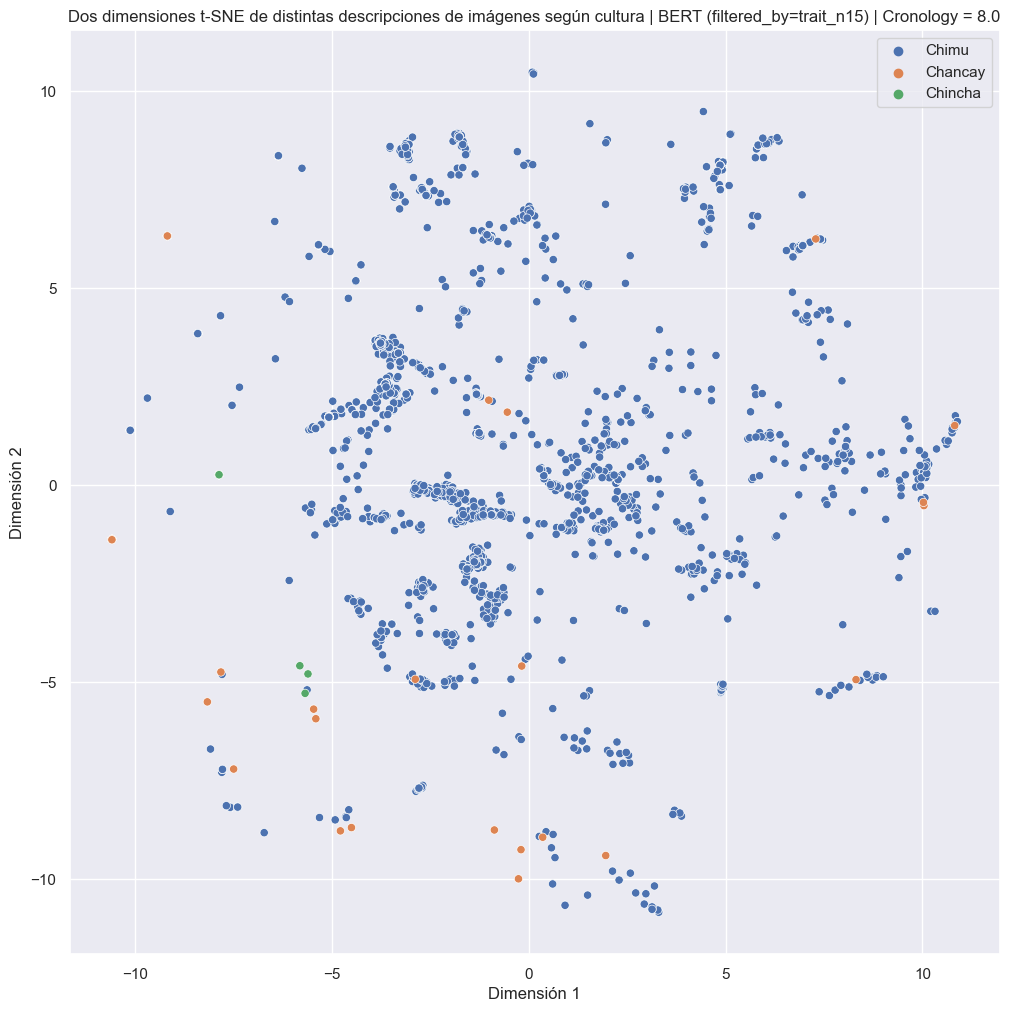 Dos dimensiones t-SNE de distintas descripciones de imágenes según cultura | BERT (filtered_by=trait_n15) | Cronology = 8.0
Chimu
Chancay
Chincha
10
5
0
−5
−10
Dimensión 2
−10
−5
0
5
10
Dimensión 1